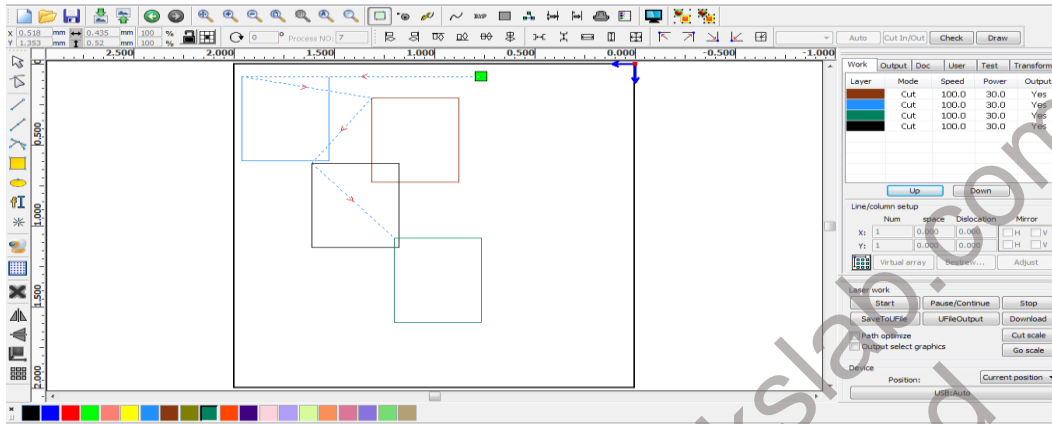 BYP
X 0.518 mm 0.435 mm 100 %
Y 1.353 mm 0.52 mm 100 %
0 ° Process NO: 7
Auto Cut In/Out Check Draw
2.500 2.000 1.500 1.000 0.500 0.000 -0.500 -1.000
0.500
1.000
1.500
2.000
Work Output Doc User Test Transform
Layer Mode Speed Power Output
Cut 100.0 30.0 Yes
Cut 100.0 30.0 Yes
Cut 100.0 30.0 Yes
Cut 100.0 30.0 Yes
Up Down
Line/column setup
Num space Dislocation Mirror
X: 1 0.000 0.000 H V
Y: 1 0.000 0.000 H V
Virtual array Bestrew... Adjust
Laser work
Start Pause/Continue Stop
SaveToUFile UFileOutput Download
Path optimize Cut scale
Output select graphics Go scale
Device
Position: Current position
USB:Auto
kslab.com